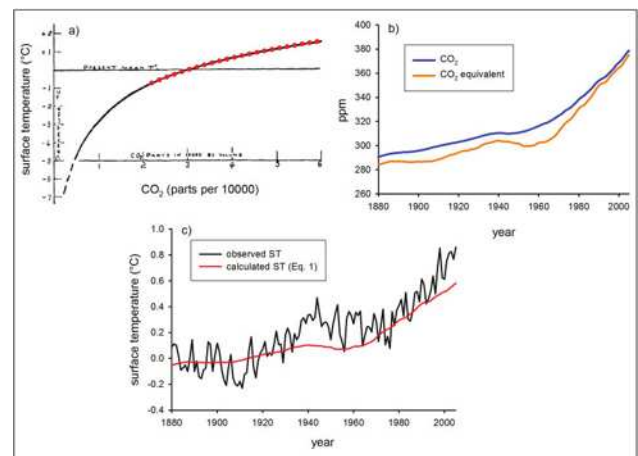 a)
surface temperature (°C)
+2
+1
0
-1
-2
-3
-4
-5
-6
-7
PRESENT MEAN T
1
2
3
4
5
6
CO2 (parts per 10000)
b)
CO2
CO2 equivalent
ppm
400
380
360
340
320
300
280
260
1880 1900 1920 1940 1960 1980 2000
year
c)
observed ST
calculated ST (Eq. 1)
surface temperature (°C)
1.0
0.8
0.6
0.4
0.2
0.0
-0.2
-0.4
1880 1900 1920 1940 1960 1980 2000
year